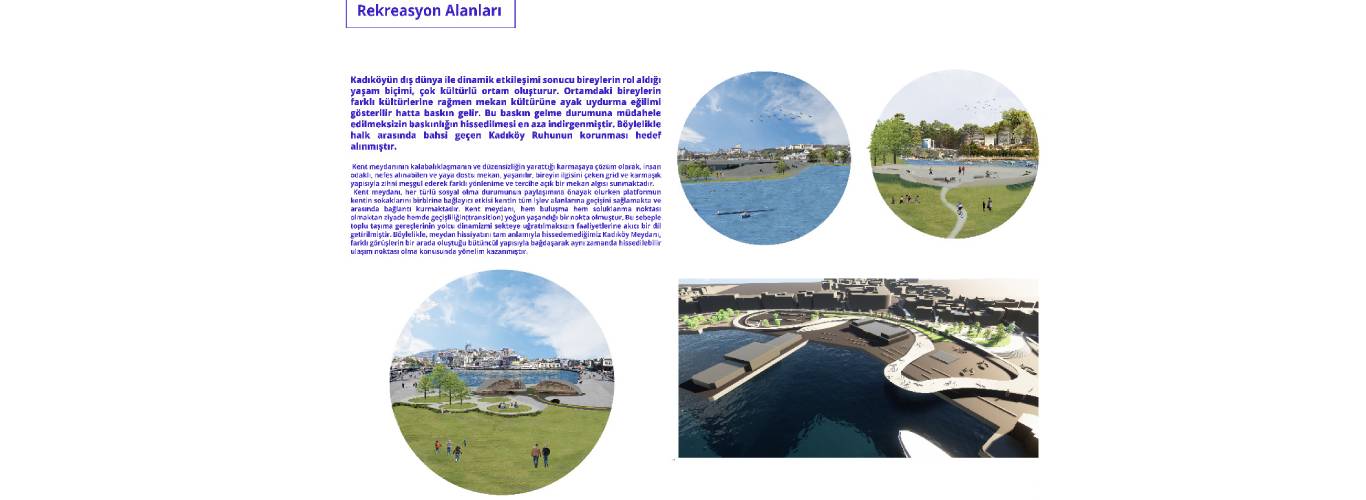 Rekreasyon Alanları
Kadıköyün dış dünya ile dinamik etkileşimi sonucu bireylerin rol aldığı
yaşam biçimi, çok kültürlü ortam oluşturur. Ortamdaki bireylerin
farklı kültürlerine rağmen mekan kültürüne ayak uydurma eğilimi
gösterilir hatta baskın gelir. Bu baskın gelme durumuna müdahele
edilmeksizin baskınlığın hissedilmesi en aza indirgenmiştir. Böylelikle
halk arasında bahsi geçen Kadıköy Ruhunun korunması hedef
alınmıştır.
Kent meydanının kalabalıklaşmanın ve düzensizliğin yarattığı karmaşaya çözüm olarak, insan
odaklı, nefes alınabilen ve yaya dostu mekan, yaşanılır, bireyin ilgisini çeken grid ve karmaşık
yapısıyla zihni meşgul ederek farklı yönlenime ve tercihe açık bir mekan algısı sunmaktadır.
Kent meydanı, her türlü sosyal olma durumunun paylaşımına önayak olurken platformun
kentin sokaklarını birbirine bağlayıcı etkisi kentin tüm işlev alanlarına geçişini sağlamakta ve
arasında bağlantı kurmaktadır. Kent meydanı, hem buluşma hem soluklanma noktası
olmaktan ziyade hemde geçişliliğin(transition) yoğun yaşandığı bir nokta olmuştur. Bu sebeple
toplu taşıma gereçlerinin yolcu dinamizmi sekteye uğratılmaksızın faaliyetlerine akıcı bir dil
getirilmiştir. Böylelikle, meydan hissiyatını tam anlamıyla hissedemediğimiz Kadıköy Meydanı,
farklı görüşlerin bir arada oluştuğu bütüncül yapısıyla bağdaşarak aynı zamanda hissedilebilir
ulaşım noktası olma konusunda yönelim kazanmıştır.